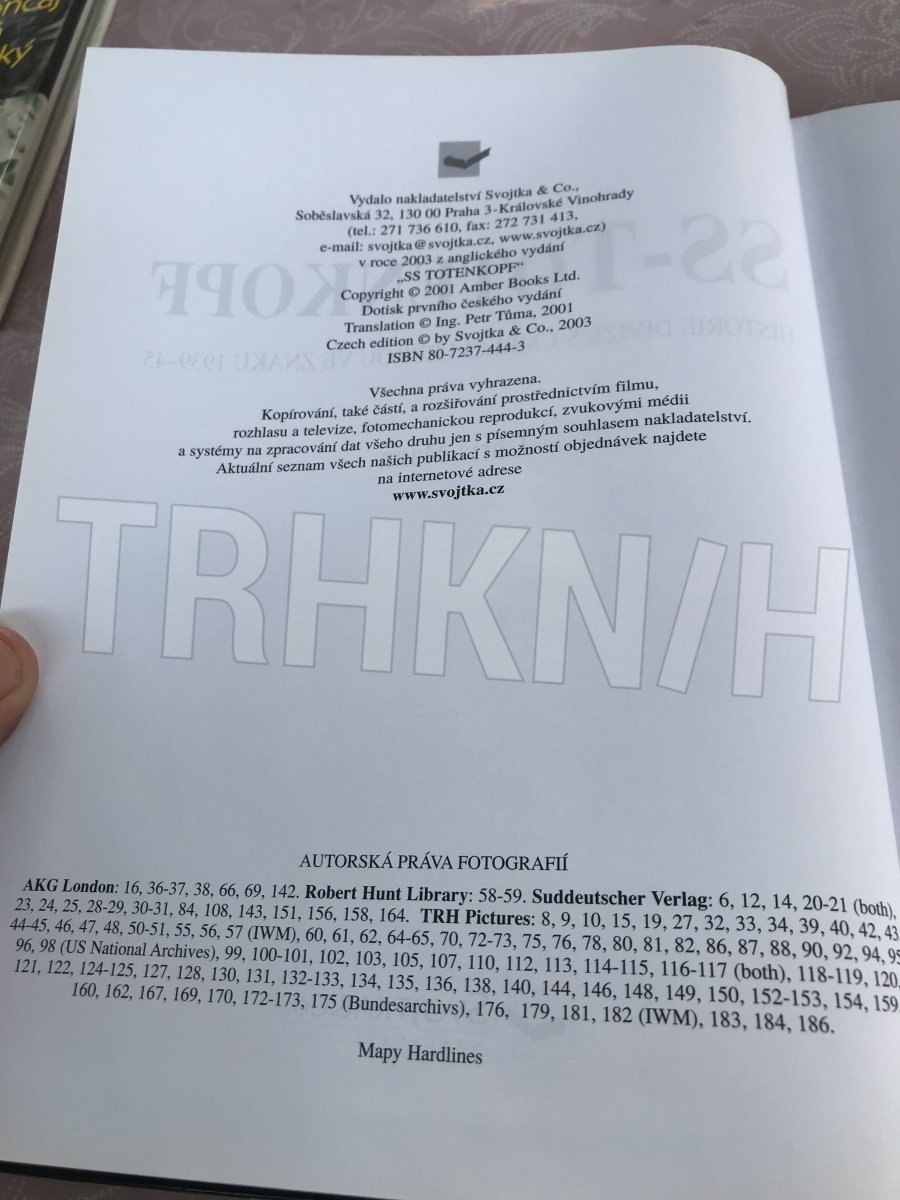 ský
Vydalo nakladatelství Svojtka & Co.,
Soběslavská 32, 130 00 Praha 3-Královské Vinohrady
(tel.: 271 736 610, fax: 272 731 413,
e-mail: svojtka@svojtka.cz, www.svojtka.cz)
v roce 2003 z anglického vydání
„SS TOTENKOPF“
Copyright © 2001 Amber Books Ltd.
Dotisk prvního českého vydání
Translation © Ing. Petr Tůma, 2001
Czech edition © by Svojtka & Co., 2003
ISBN 80-7237-444-3
Všechna práva vyhrazena.
Kopírování, také částí, a rozšiřování prostřednictvím filmu,
rozhlasu a televize, fotomechanickou reprodukcí, zvukovými médii
a systémy na zpracování dat všeho druhu jen s písemným souhlasem nakladatelství.
Aktuální seznam všech našich publikací s možností objednávek najdete
na internetové adrese
www.svojtka.cz
TRHKN/H
AUTORSKÁ PRÁVA FOTOGRAFIÍ
AKG London: 16, 36-37, 38, 66, 69, 142. Robert Hunt Library: 58-59. Suddeutscher Verlag: 6, 12, 14, 20-21 (both),
23, 24, 25, 28-29, 30-31, 84, 108, 143, 151, 156, 158, 164. TRH Pictures: 8, 9, 10, 15, 19, 27, 32, 33, 34, 39, 40, 42, 43,
44-45, 46, 47, 48, 50-51, 55, 56, 57 (IWM), 60, 61, 62, 64-65, 70, 72-73, 75, 76, 78, 80, 81, 82, 86, 87, 88, 90, 92, 94, 95,
96, 98 (US National Archives), 99, 100-101, 102, 103, 105, 107, 110, 112, 113, 114-115, 116-117 (both), 118-119, 120,
121, 122, 124-125, 127, 128, 130, 131, 132-133, 134, 135, 136, 138, 140, 144, 146, 148, 149, 150, 152-153, 154, 159,
160, 162, 167, 169, 170, 172-173, 175 (Bundesarchivs), 176, 179, 181, 182 (IWM), 183, 184, 186.
Mapy Hardlines